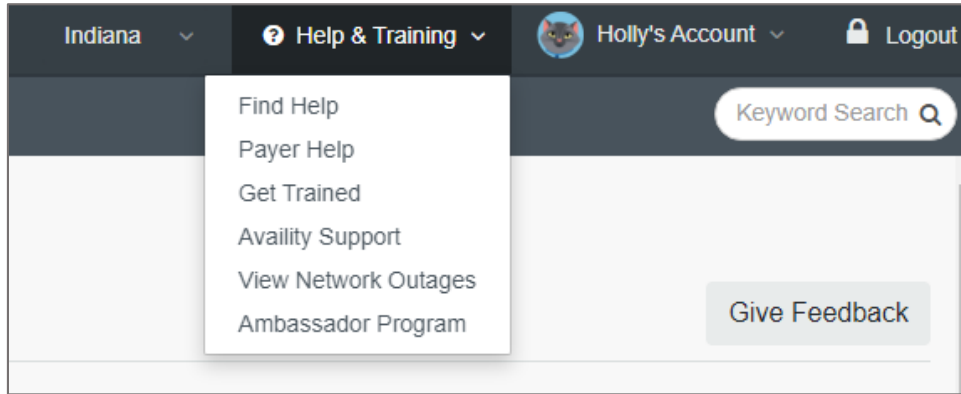 Indiana
Help & Training
Holly's Account
Logout
Keyword Search
Find Help
Payer Help
Get Trained
Availity Support
View Network Outages
Ambassador Program
Give Feedback